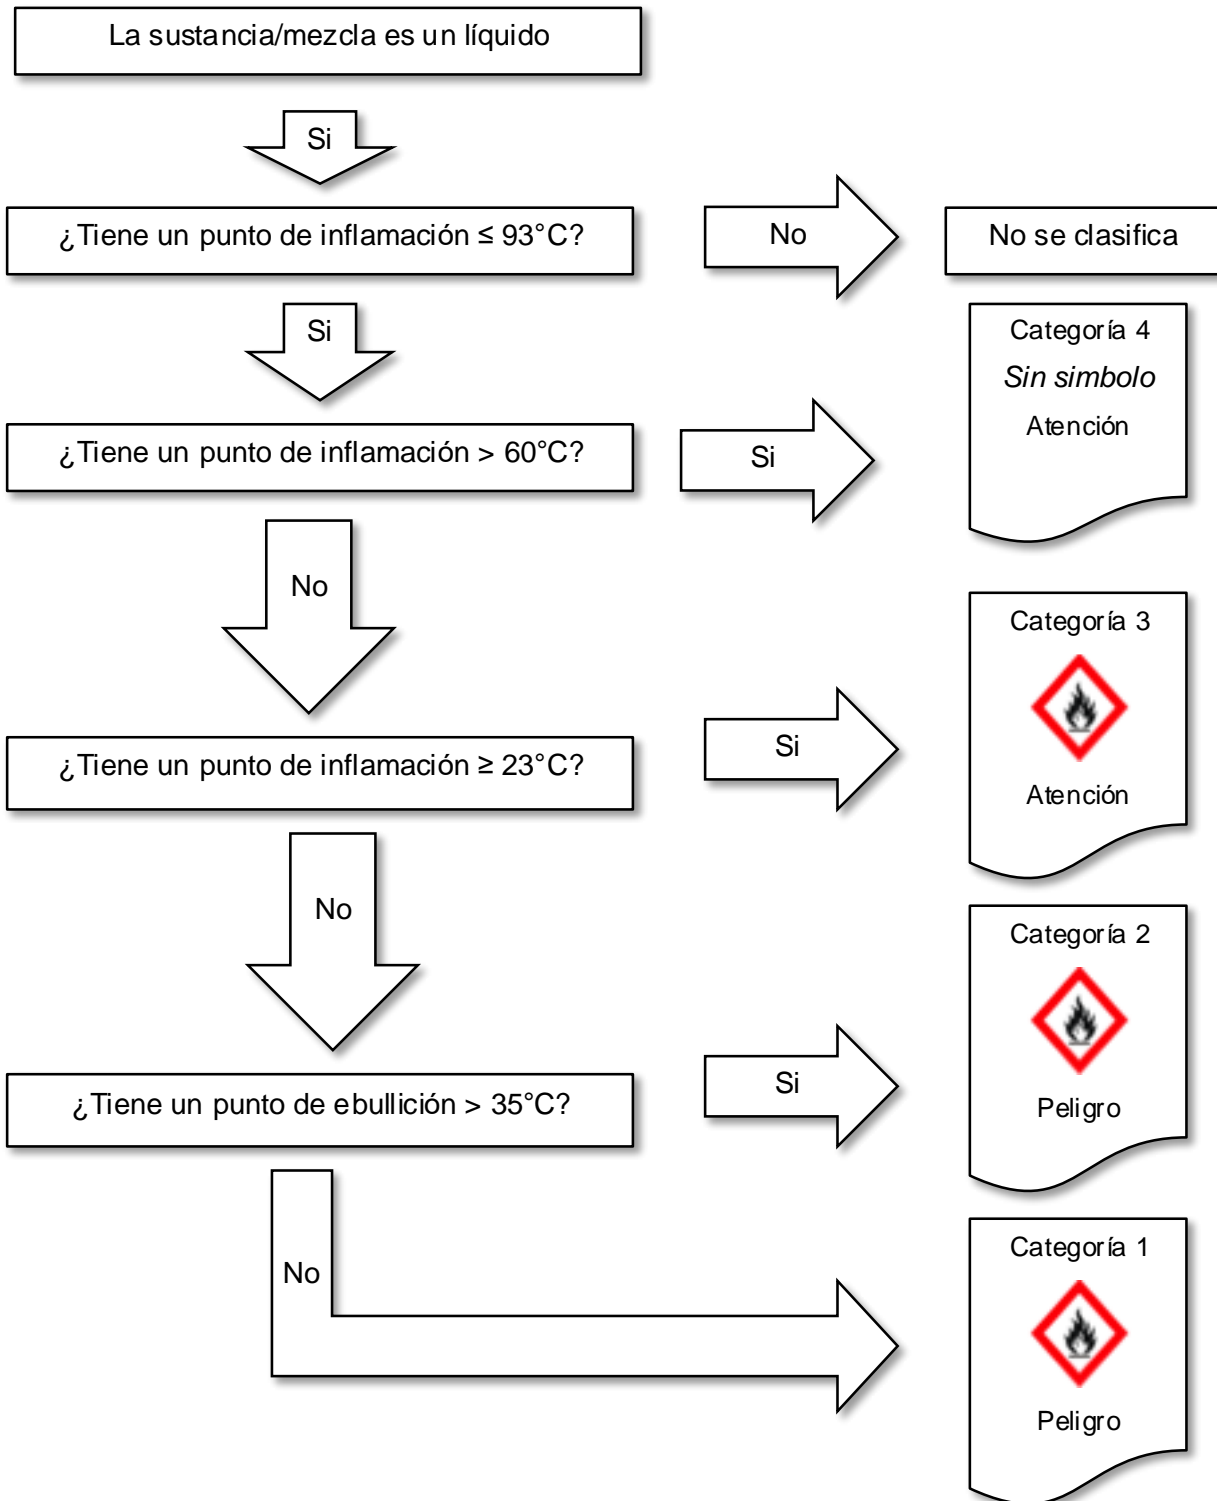 La sustancia/mezcla es un líquido
Si
¿Tiene un punto de inflamación ≤ 93°C?
No
No se clasifica
Si
Categoría 4
Sin simbolo
Atención
¿Tiene un punto de inflamación > 60°C?
Si
No
Categoría 3
¿Tiene un punto de inflamación ≥ 23°C?
Si
Atención
No
Categoría 2
¿Tiene un punto de ebullición > 35°C?
Si
Peligro
No
Categoría 1
Peligro